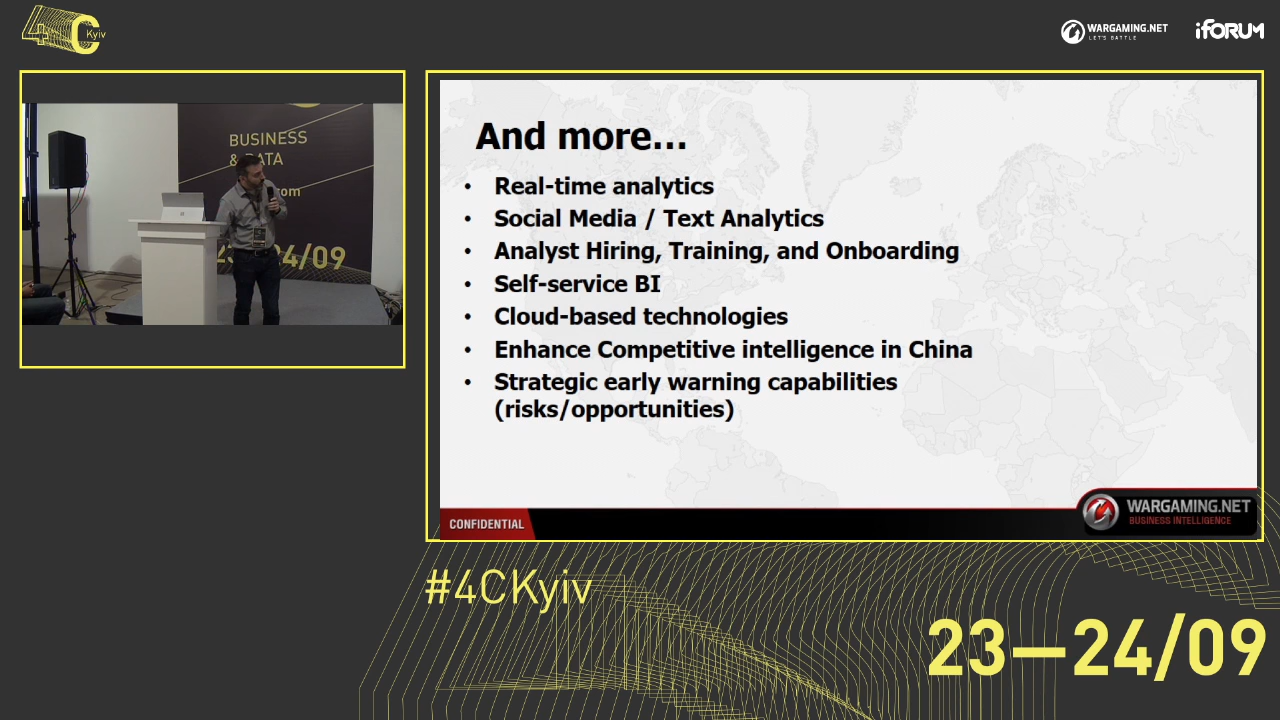 4C Kyiv
WARGAMING.NET
LET'S BATTLE
iFORUM
BUSINESS
& DATA
om
23 24/09
And more...
• Real-time analytics
• Social Media / Text Analytics
• Analyst Hiring, Training, and Onboarding
• Self-service BI
• Cloud-based technologies
• Enhance Competitive intelligence in China
• Strategic early warning capabilities
(risks/opportunities)
CONFIDENTIAL
WARGAMING.NET
BUSINESS INTELLIGENCE
#4CKyiv
23—24/09